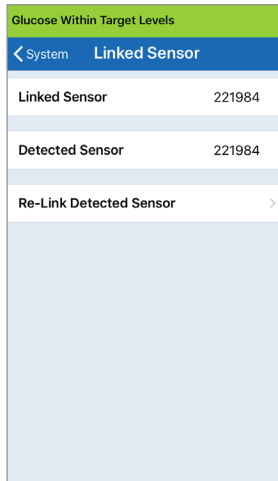 Glucose Within Target Levels
System Linked Sensor
Linked Sensor 221984
Detected Sensor 221984
Re-Link Detected Sensor